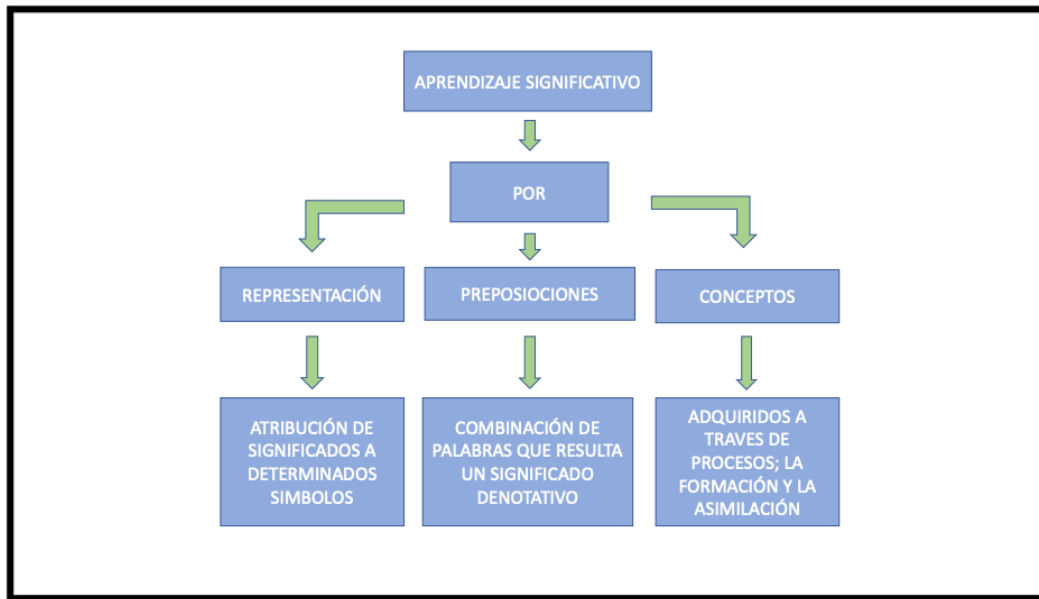 APRENDIZAJE SIGNIFICATIVO
POR
REPRESENTACIÓN
PREPOSIOCIONES
CONCEPTOS
ATRIBUCIÓN DE
SIGNIFICADOS A
DETERMINADOS
SIMBOLOS
COMBINACIÓN DE
PALABRAS QUE RESULTA
UN SIGNIFICADO
DENOTATIVO
ADQUIRIDOS A
TRAVES DE
PROCESOS; LA
FORMACIÓN Y LA
ASIMILACIÓN